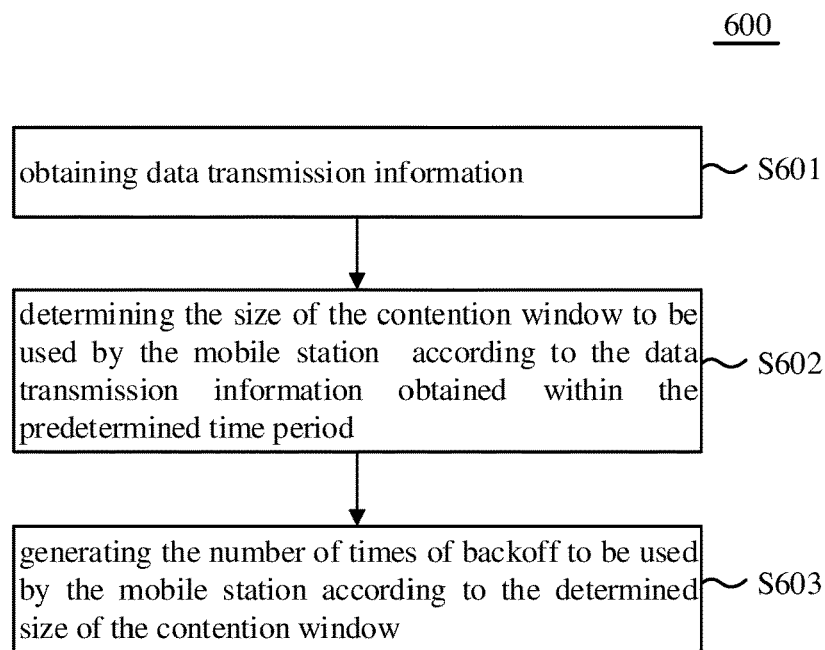 600
obtaining data transmission information
S601
determining the size of the contention window to be
used by the mobile station according to the data
transmission information obtained within the
predetermined time period
S602
generating the number of times of backoff to be used
by the mobile station according to the determined
size of the contention window
S603